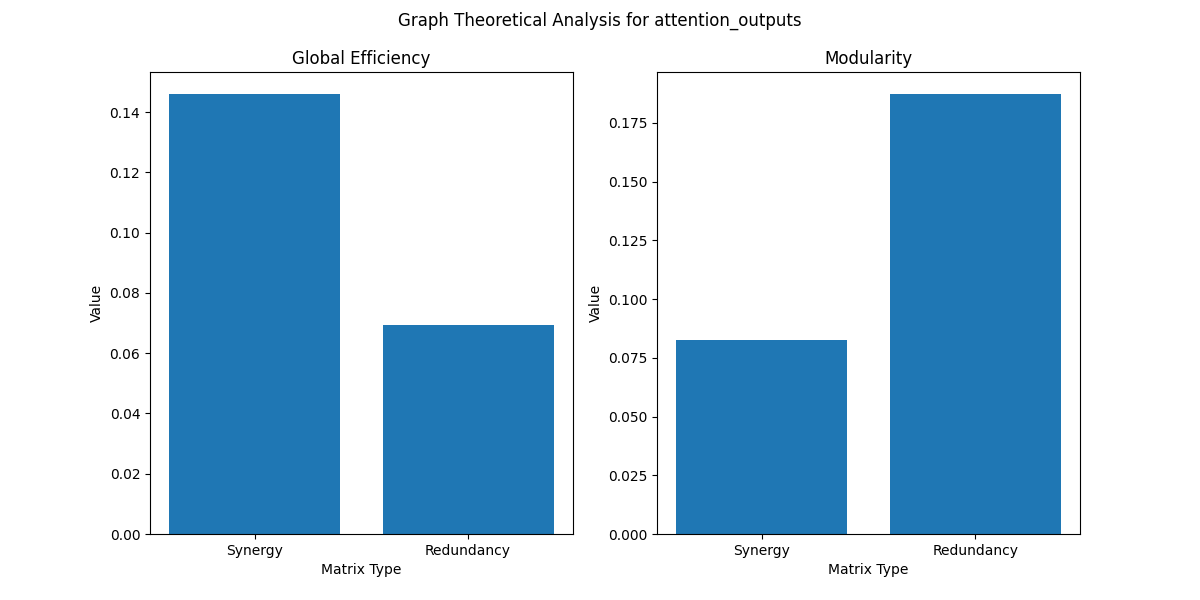 Graph Theoretical Analysis for attention_outputs
Global Efficiency
0.14
0.12
0.10
0.08
0.06
0.04
0.02
0.00
Value
Synergy Redundancy
Matrix Type
Modularity
0.175
0.150
0.125
0.100
0.075
0.050
0.025
0.000
Value
Synergy Redundancy
Matrix Type